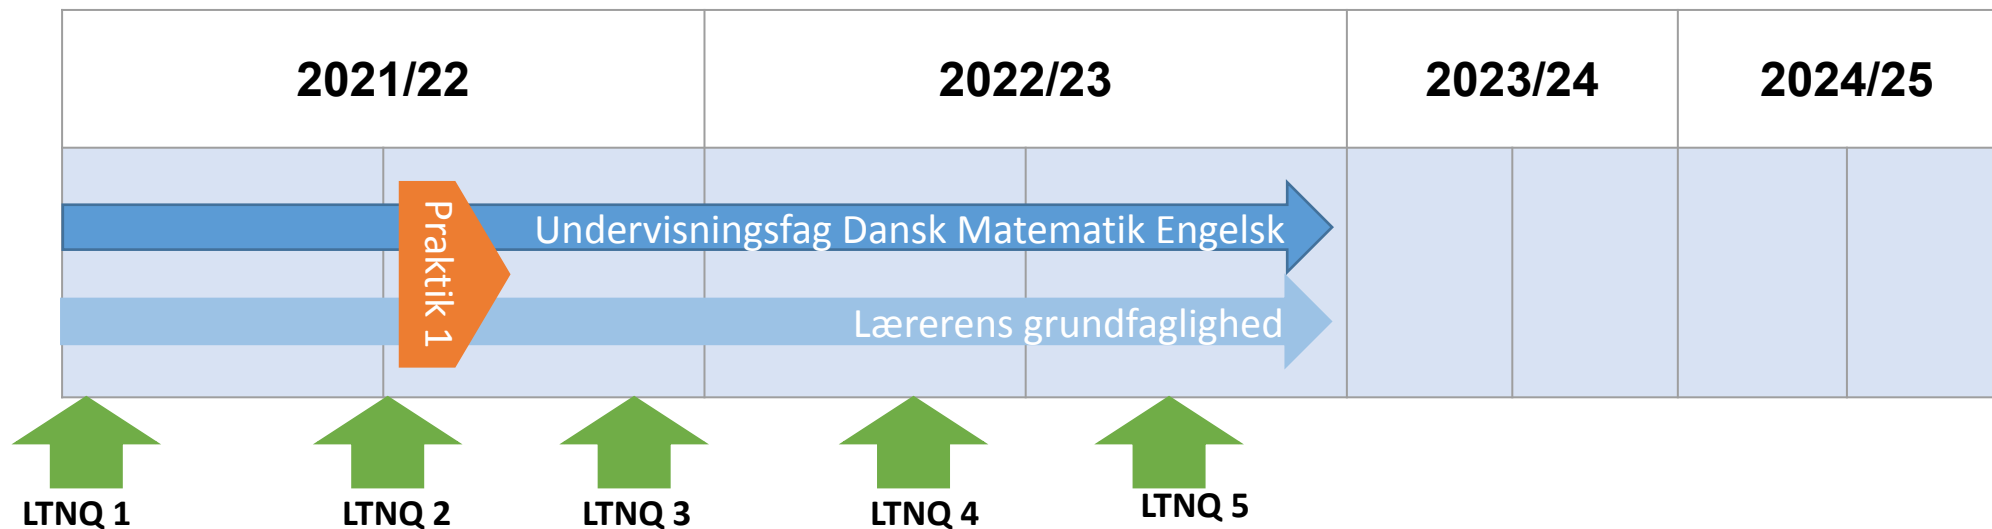 2021/22 2022/23 2023/24 2024/25
Undervisningsfag Dansk Matematik Engelsk
Praktik 1
Lærerens grundfaglighed
LTNQ 1 LTNQ 2 LTNQ 3 LTNQ 4 LTNQ 5